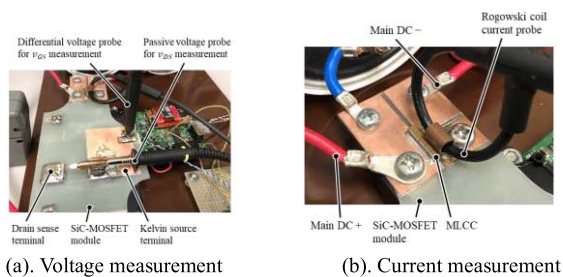 Differential voltage probe
for vGS measurement
Passive voltage probe
for vDS measurement
Drain sense
terminal
SiC-MOSFET
module
Kelvin source
terminal
(a). Voltage measurement
Rogowski coil
current probe
Main DC−
Main DC+
SiC-MOSFET
module
MLCC
(b). Current measurement